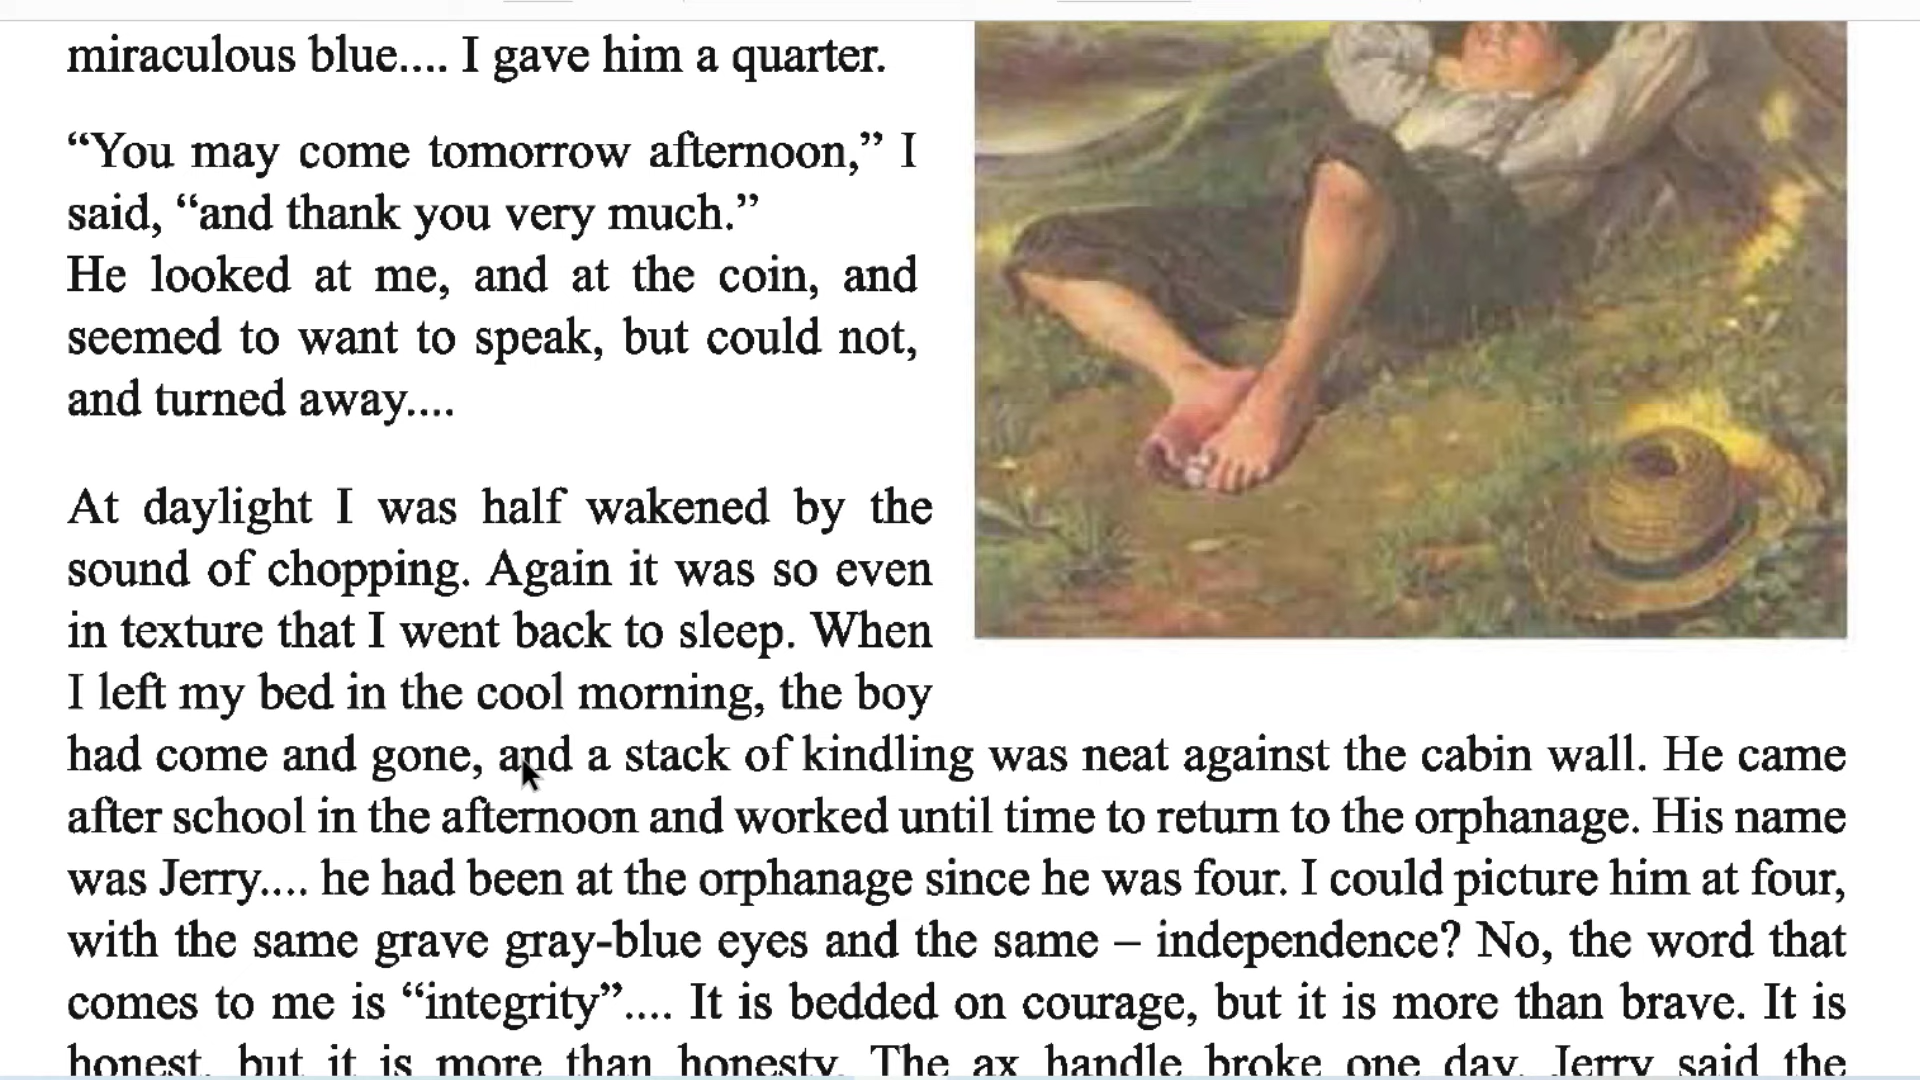 miraculous blue.... I gave him a quarter.
“You may come tomorrow afternoon,” I
said, “and thank you very much.”
He looked at me, and at the coin, and
seemed to want to speak, but could not,
and turned away....
At daylight I was half wakened by the
sound of chopping. Again it was so even
in texture that I went back to sleep. When
I left my bed in the cool morning, the boy
had come and gone, and a stack of kindling was neat against the cabin wall. He came
after school in the afternoon and worked until time to return to the orphanage. His name
was Jerry.... he had been at the orphanage since he was four. I could picture him at four,
with the same grave gray-blue eyes and the same – independence? No, the word that
comes to me is “integrity”.... It is bedded on courage, but it is more than brave. It is
honest, but it is more than honesty. The ax handle broke one day. Jerry said the